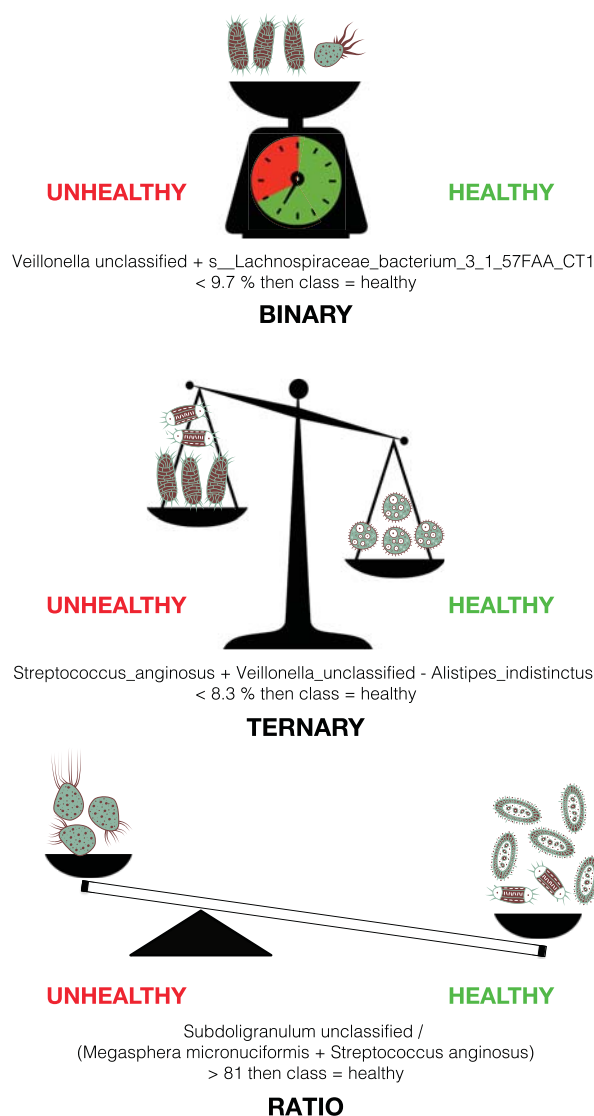 UNHEALTHY HEALTHY
Veillonella unclassified + s__Lachnospiraceae_bacterium_3_1_57FAA_CT1
< 9.7 % then class = healthy
BINARY
UNHEALTHY HEALTHY
Streptococcus_anginosus + Veillonella_unclassified - Alistipes_indistinctus
< 8.3 % then class = healthy
TERNARY
UNHEALTHY HEALTHY
Subdoligranulum unclassified /
(Megasphera micronuciformis + Streptococcus anginosus)
> 81 then class = healthy
RATIO